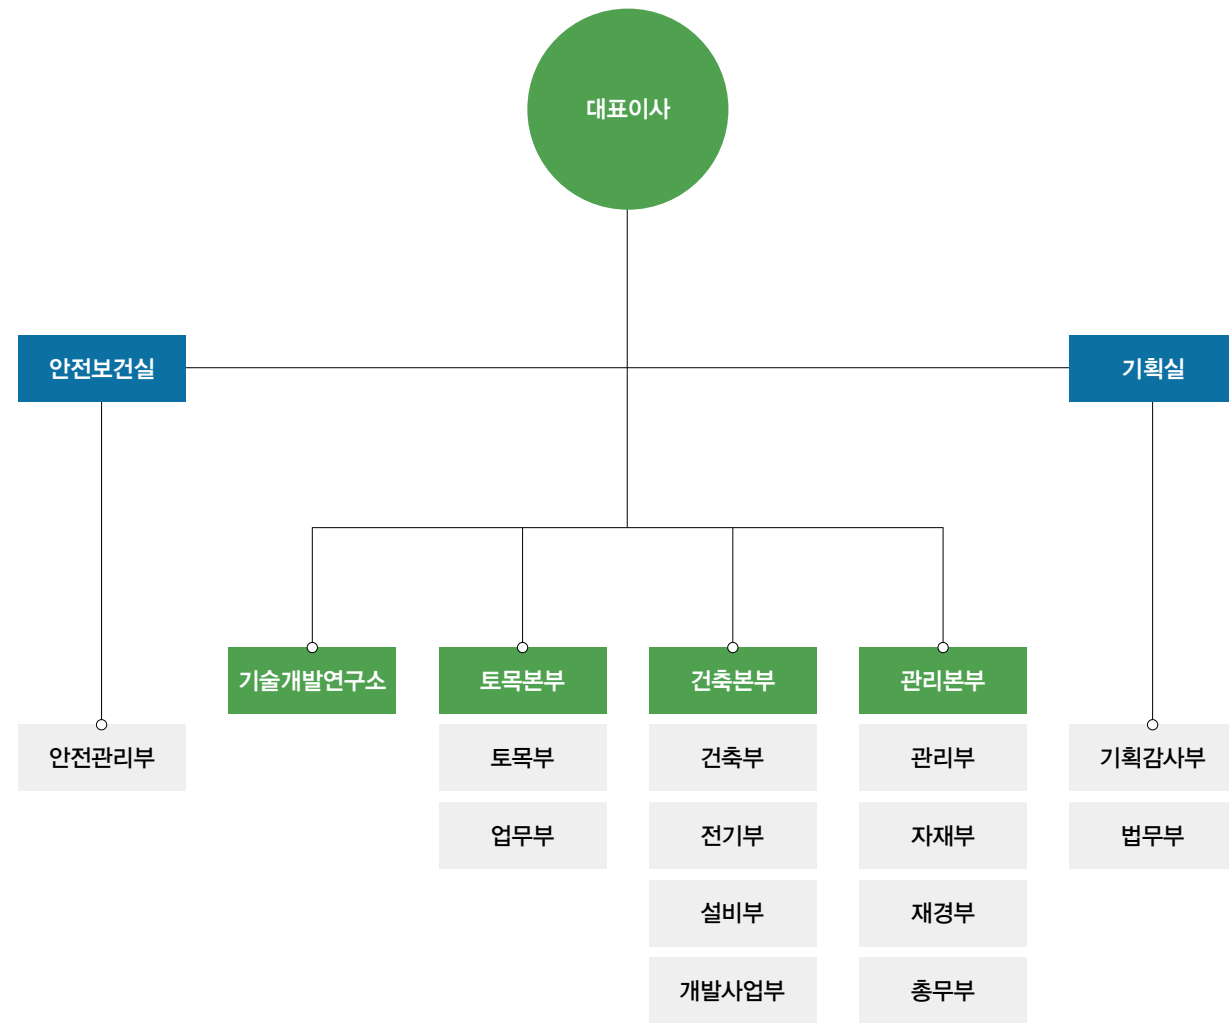 대표이사
안전보건실
기획실
기술개발연구소
토목본부
건축본부
관리본부
안전관리부
토목부
건축부
관리부
기획감사부
업무부
전기부
자재부
법무부
설비부
재경부
개발사업부
총무부